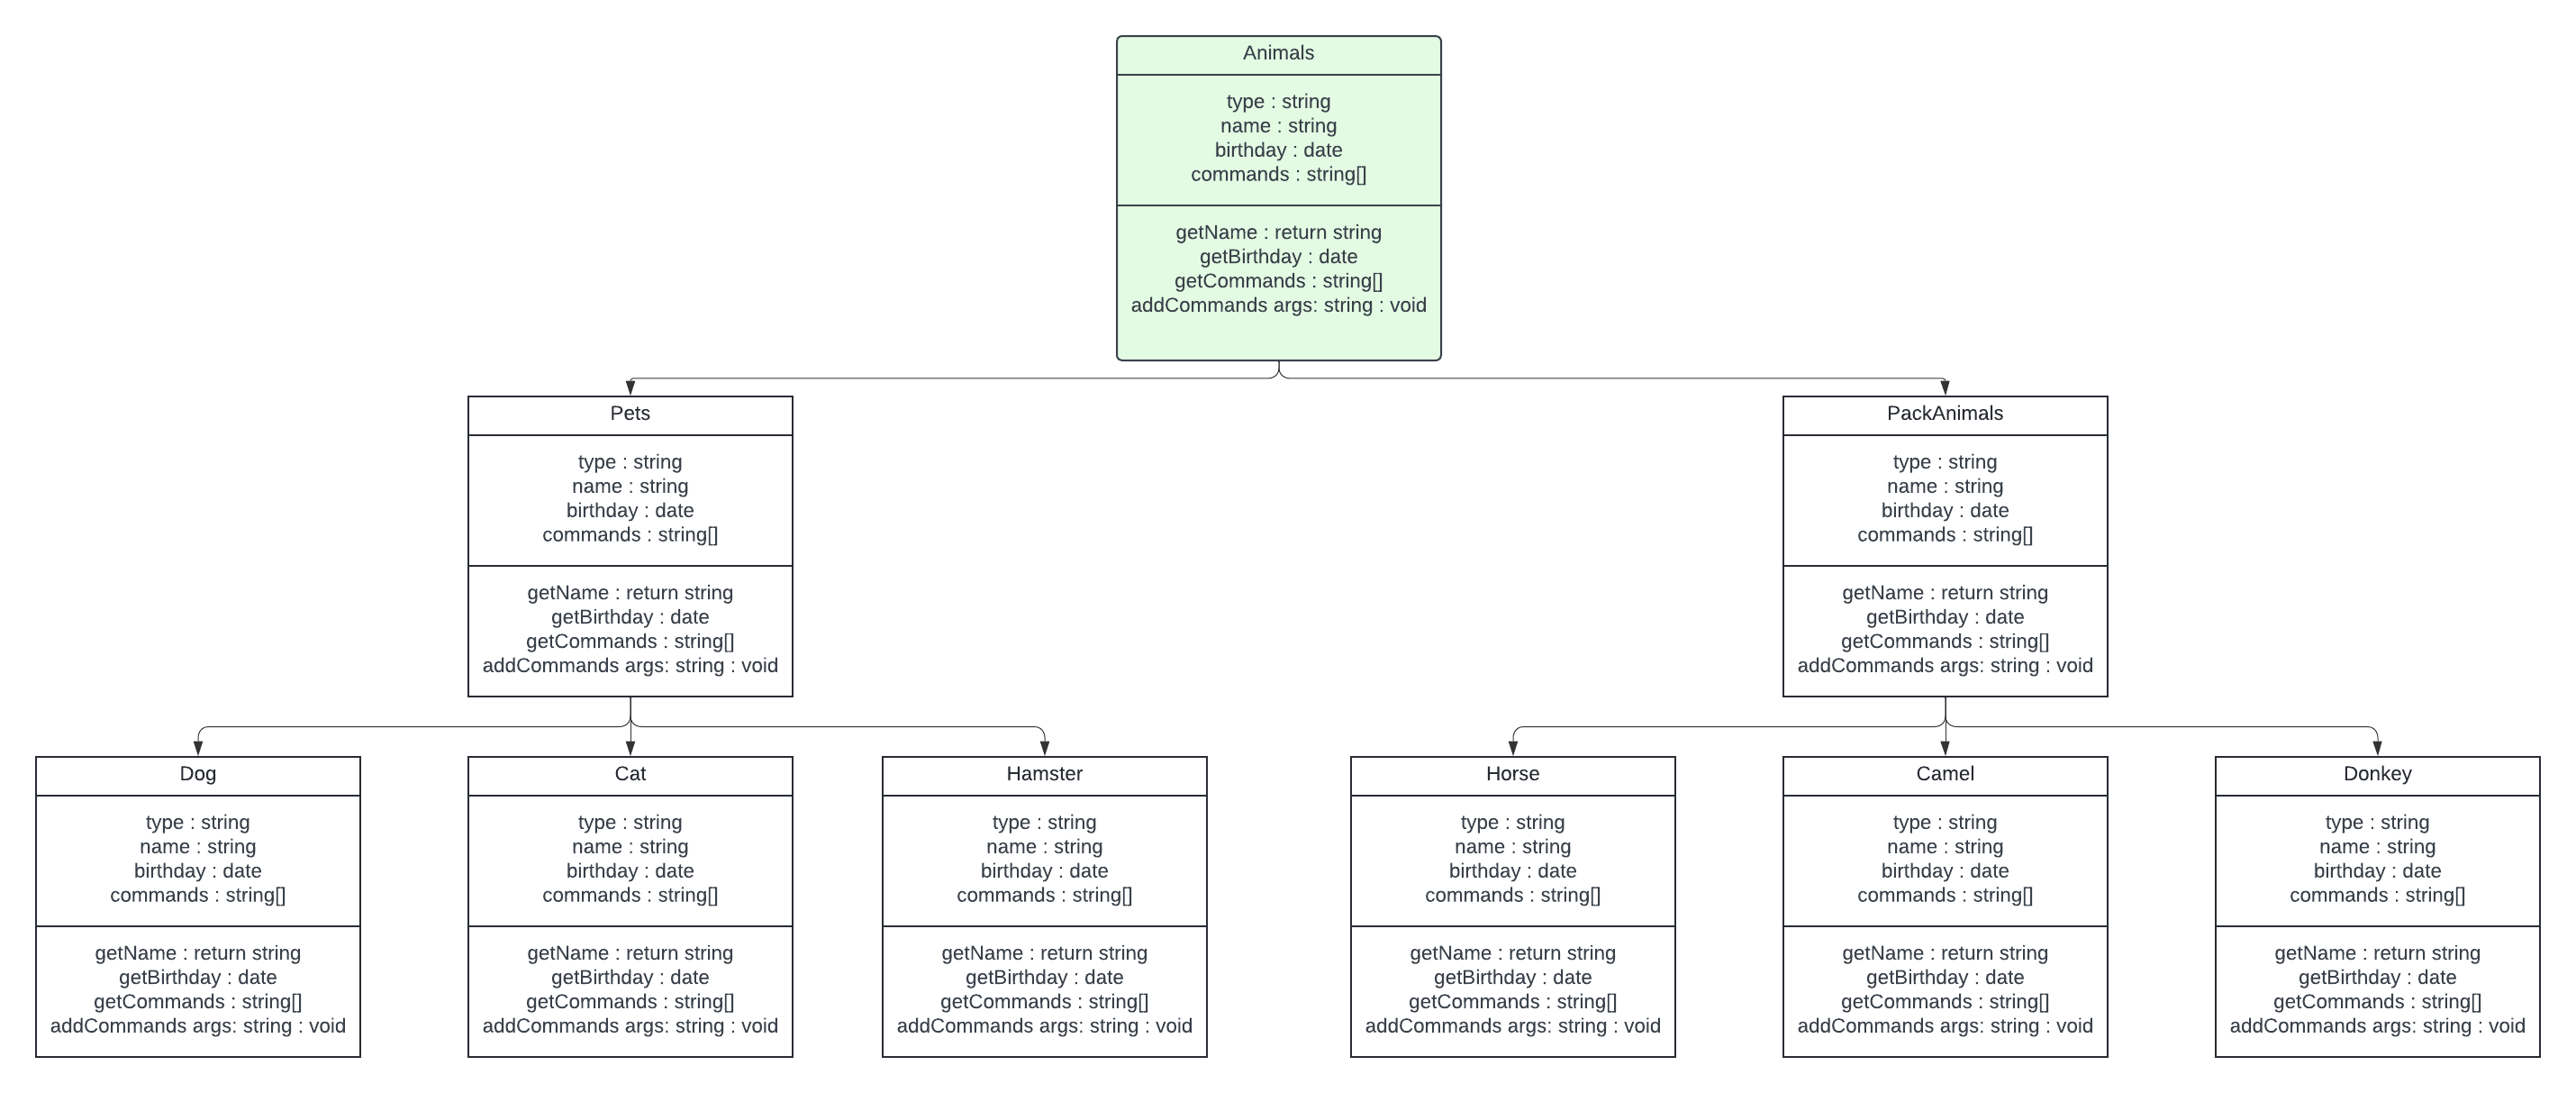 Animals
type : string
name : string
birthday : date
commands : string[]
getName : return string
getBirthday : date
getCommands : string[]
addCommands args: string : void
Pets
type : string
name : string
birthday : date
commands : string[]
getName : return string
getBirthday : date
getCommands : string[]
addCommands args: string : void
PackAnimals
type : string
name : string
birthday : date
commands : string[]
getName : return string
getBirthday : date
getCommands : string[]
addCommands args: string : void
Dog
type : string
name : string
birthday : date
commands : string[]
getName : return string
getBirthday : date
getCommands : string[]
addCommands args: string : void
Cat
type : string
name : string
birthday : date
commands : string[]
getName : return string
getBirthday : date
getCommands : string[]
addCommands args: string : void
Hamster
type : string
name : string
birthday : date
commands : string[]
getName : return string
getBirthday : date
getCommands : string[]
addCommands args: string : void
Horse
type : string
name : string
birthday : date
commands : string[]
getName : return string
getBirthday : date
getCommands : string[]
addCommands args: string : void
Camel
type : string
name : string
birthday : date
commands : string[]
getName : return string
getBirthday : date
getCommands : string[]
addCommands args: string : void
Donkey
type : string
name : string
birthday : date
commands : string[]
getName : return string
getBirthday : date
getCommands : string[]
addCommands args: string : void